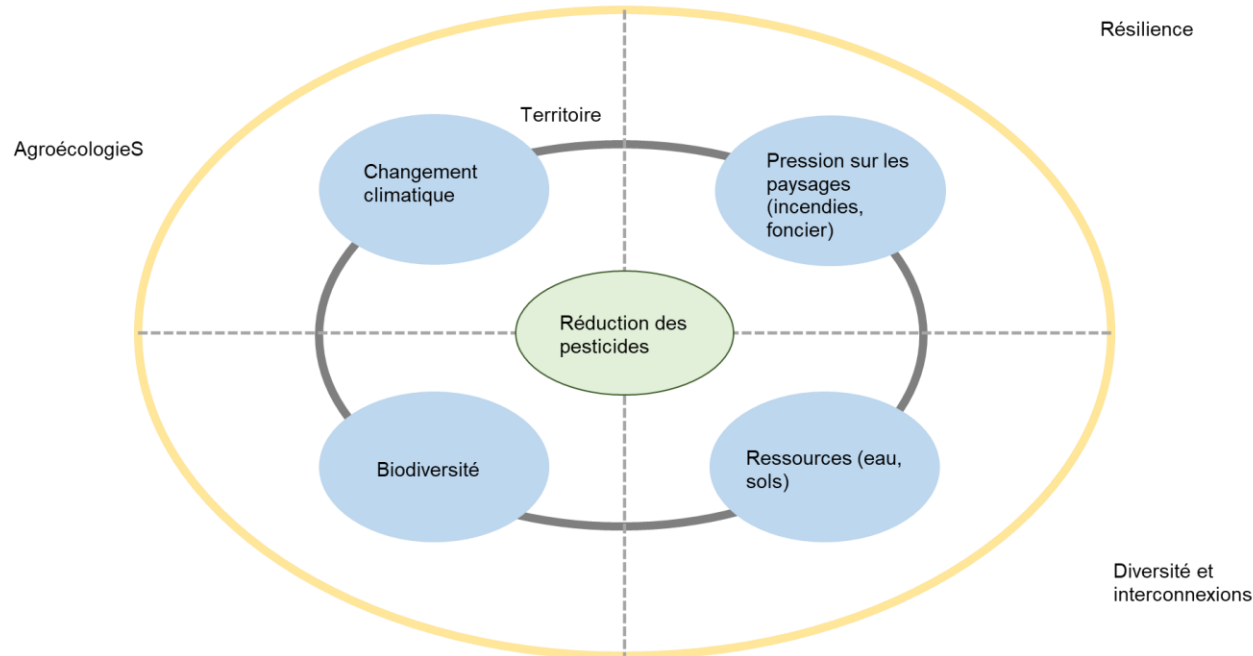 Résilience
Territoire
AgroécologieS
Changement
climatique
Pression sur les
paysages
(incendies,
foncier)
Réduction des
pesticides
Biodiversité
Ressources (eau,
sols)
Diversité et
interconnexions